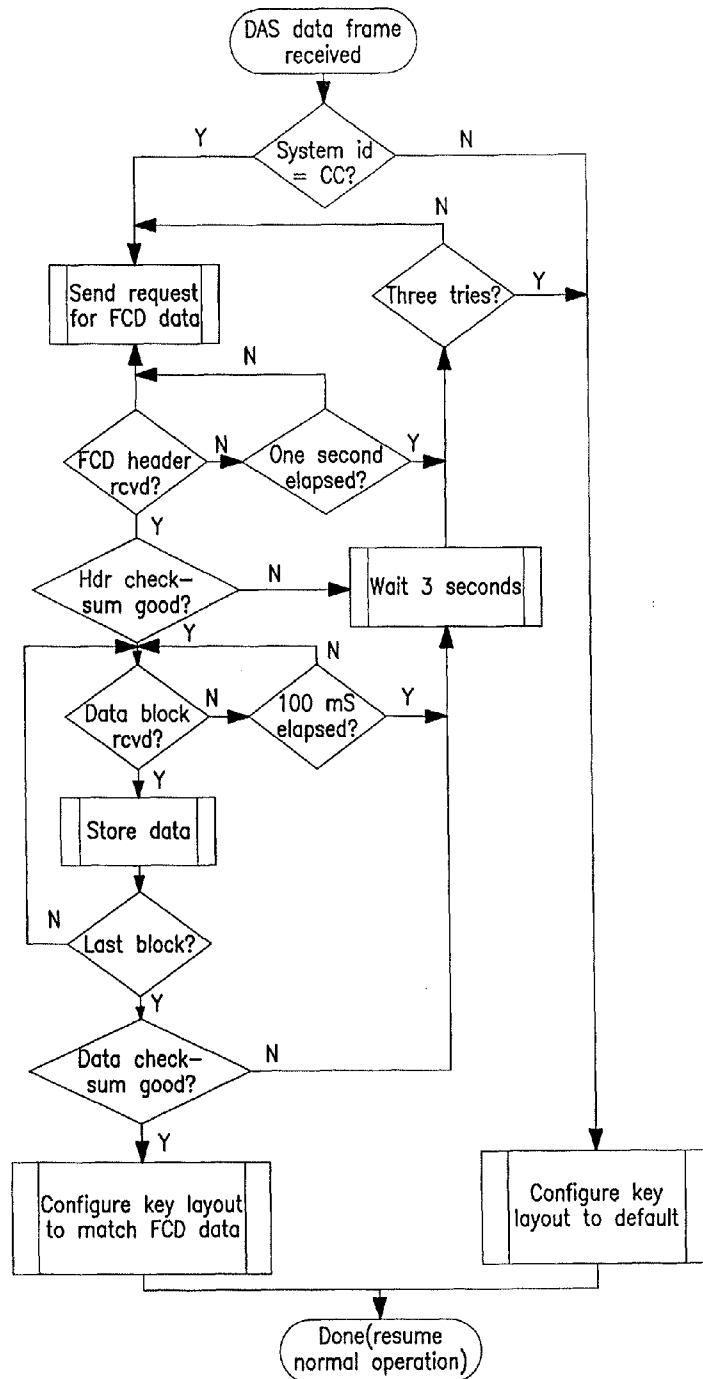 DAS data frame
received
Y
N
System id
= CC?
N
Send request
for FCD data
Three tries?
Y
N
FCD header
rcvd?
N
One second
elapsed?
Y
Y
Hdr check-
sum good?
N
Wait 3 seconds
Y
N
Data block
rcvd?
N
100 mS
elapsed?
Y
Y
Store data
N
Last block?
Y
Data check-
sum good?
N
Y
Configure key layout
to match FCD data
Configure key
layout to default
Done(resume
normal operation)